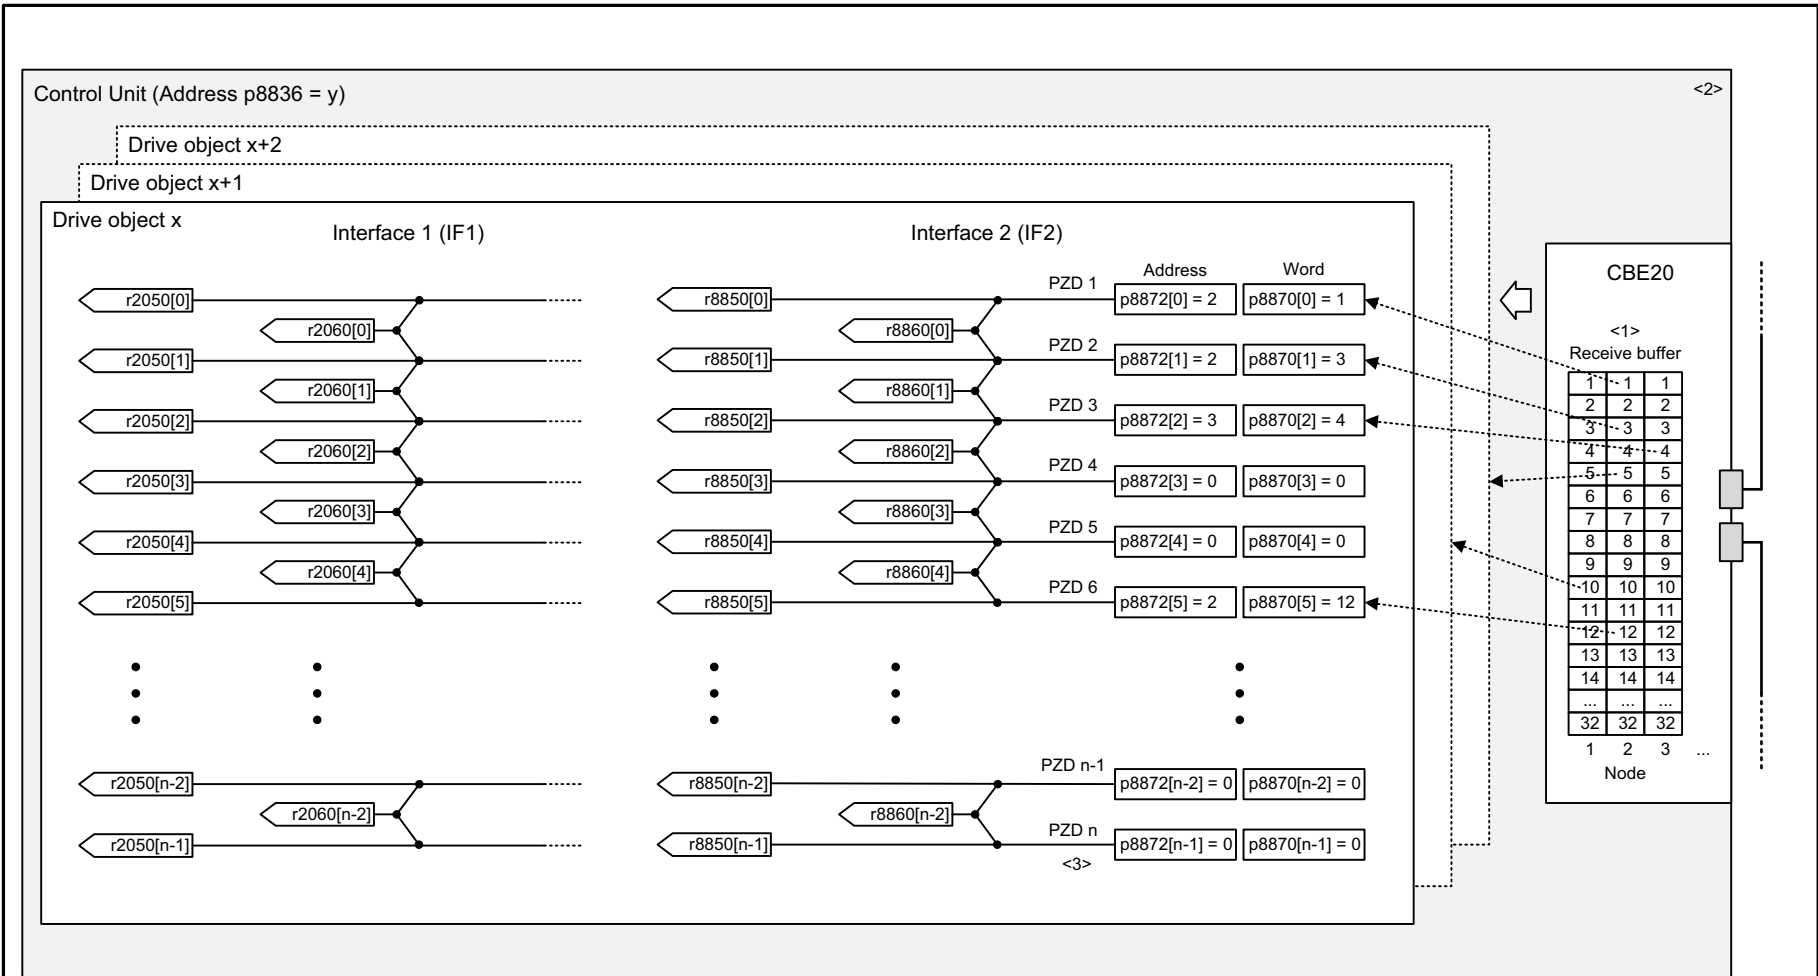 Control Unit (Address p8836 = y)
<2>
Drive object x+2
Drive object x+1
Drive object x
Interface 1 (IF1)
Interface 2 (IF2)
Address
Word
r2050[0]
r8850[0]
PZD 1
p8872[0] = 2
p8870[0] = 1
r2060[0]
r8860[0]
r2050[1]
r8850[1]
PZD 2
p8872[1] = 2
p8870[1] = 3
r2060[1]
r8860[1]
r2050[2]
r8850[2]
PZD 3
p8872[2] = 3
p8870[2] = 4
r2060[2]
r8860[2]
r2050[3]
r8850[3]
PZD 4
p8872[3] = 0
p8870[3] = 0
r2060[3]
r8860[3]
r2050[4]
r8850[4]
PZD 5
p8872[4] = 0
p8870[4] = 0
r2060[4]
r8860[4]
r2050[5]
r8850[5]
PZD 6
p8872[5] = 2
p8870[5] = 12
r2050[n-2]
r8850[n-2]
PZD n-1
p8872[n-2] = 0
p8870[n-2] = 0
r2060[n-2]
r8860[n-2]
r2050[n-1]
r8850[n-1]
PZD n
<3>
p8872[n-1] = 0
p8870[n-1] = 0
CBE20
<1>
Receive buffer
1 1 1
2 2 2
3 3 3
4 4 4
5 5 5
6 6 6
7 7 7
8 8 8
9 9 9
10 10 10
11 11 11
12 12 12
13 13 13
14 14 14
... ... ...
32 32 32
1 2 3 ...
Node